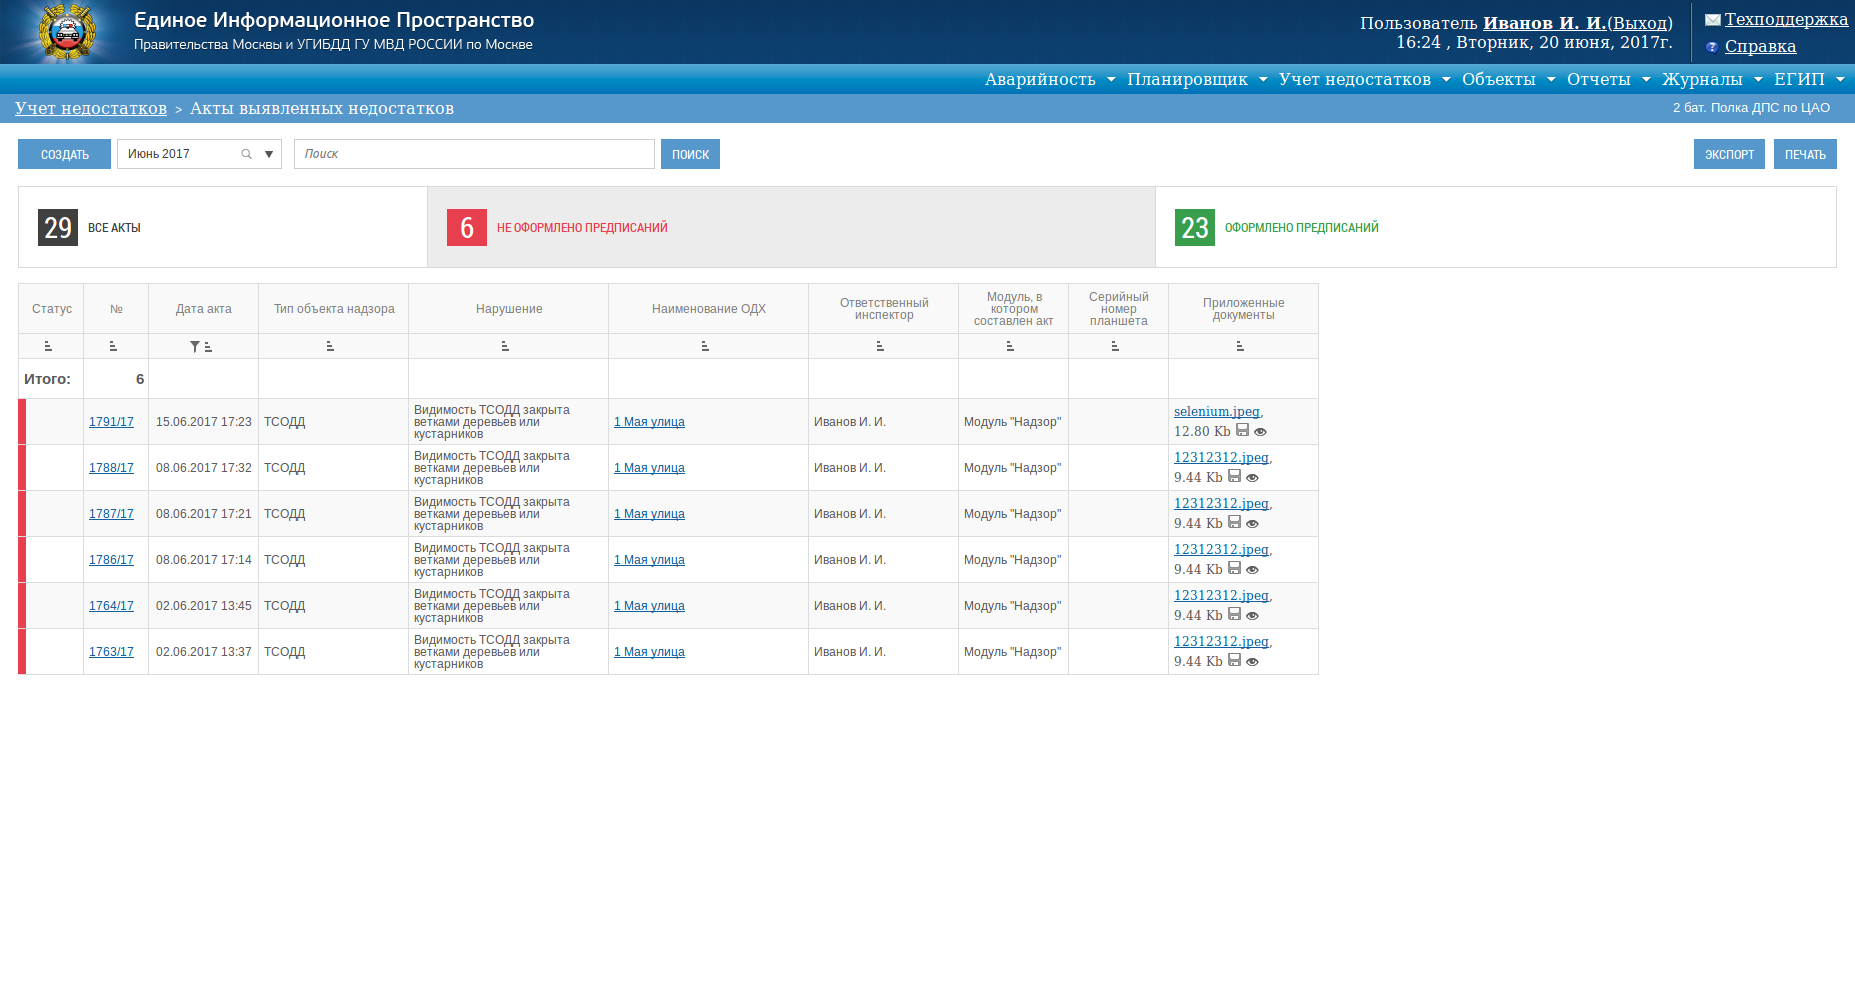 Единое Информационное Пространство
Правительства Москвы и УГИБДД ГУ МВД РОССИИ по Москве
Пользователь Иванов И. И.(Выход)
16:24 , Вторник, 20 июня, 2017г.
Техподдержка
Справка
Аварийность Планировщик Учет недостатков Объекты Отчеты Журналы ЕГИП
Учет недостатков > Акты выявленных недостатков
2 бат. Полка ДПС по ЦАО
СОЗДАТЬ Июнь 2017 Поиск ПОИСК ЭКСПОРТ ПЕЧАТЬ
29 ВСЕ АКТЫ
6 НЕ ОФОРМЛЕНО ПРЕДПИСАНИЙ
23 ОФОРМЛЕНО ПРЕДПИСАНИЙ
Статус
№
Дата акта
Тип объекта надзора
Нарушение
Наименование ОДХ
Ответственный
инспектор
Модуль, в
котором
составлен акт
Серийный
номер
планшета
Приложенные
документы
Итого: 6
1791/17 15.06.2017 17:23 ТСОДД
Видимость ТСОДД закрыта
ветками деревьев или
кустарников
1 Мая улица Иванов И. И. Модуль "Надзор"
selenium.jpeg,
12.80 Kb
1788/17 08.06.2017 17:32 ТСОДД
Видимость ТСОДД закрыта
ветками деревьев или
кустарников
1 Мая улица Иванов И. И. Модуль "Надзор"
12312312.jpeg,
9.44 Kb
1787/17 08.06.2017 17:21 ТСОДД
Видимость ТСОДД закрыта
ветками деревьев или
кустарников
1 Мая улица Иванов И. И. Модуль "Надзор"
12312312.jpeg,
9.44 Kb
1786/17 08.06.2017 17:14 ТСОДД
Видимость ТСОДД закрыта
ветками деревьев или
кустарников
1 Мая улица Иванов И. И. Модуль "Надзор"
12312312.jpeg,
9.44 Kb
1764/17 02.06.2017 13:45 ТСОДД
Видимость ТСОДД закрыта
ветками деревьев или
кустарников
1 Мая улица Иванов И. И. Модуль "Надзор"
12312312.jpeg,
9.44 Kb
1763/17 02.06.2017 13:37 ТСОДД
Видимость ТСОДД закрыта
ветками деревьев или
кустарников
1 Мая улица Иванов И. И. Модуль "Надзор"
12312312.jpeg,
9.44 Kb